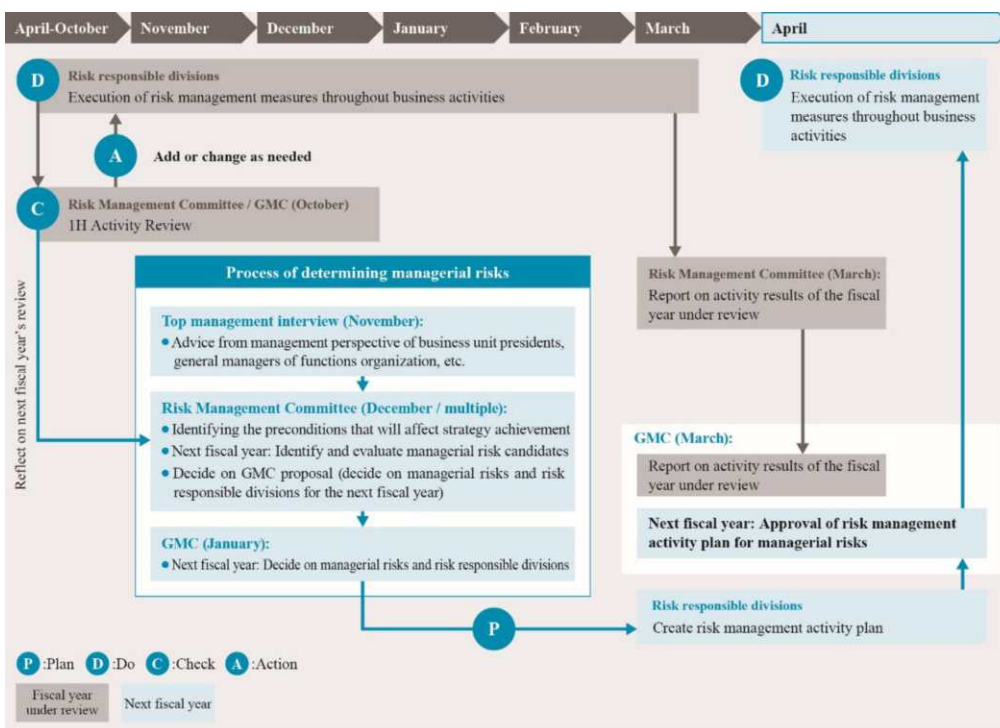 April-October
November
December
January
February
March
April
D
Risk responsible divisions
Execution of risk management measures throughout business activities
D
Risk responsible divisions
Execution of risk management
measures throughout business
activities
A
Add or change as needed
C
Risk Management Committee / GMC (October)
1H Activity Review
Reflect on next fiscal year's review
Process of determining managerial risks
Top management interview (November):
● Advice from management perspective of business unit presidents,
general managers of functions organization, etc.
Risk Management Committee (December / multiple):
● Identifying the preconditions that will affect strategy achievement
● Next fiscal year: Identify and evaluate managerial risk candidates
● Decide on GMC proposal (decide on managerial risks and risk
responsible divisions for the next fiscal year)
GMC (January):
● Next fiscal year: Decide on managerial risks and risk responsible divisions
Risk Management Committee (March):
Report on activity results of the fiscal
year under review
GMC (March):
Report on activity results of the fiscal
year under review
Next fiscal year: Approval of risk management
activity plan for managerial risks
P
Risk responsible divisions
Create risk management activity plan
P :Plan D :Do C :Check A :Action
Fiscal year
under review
Next fiscal year